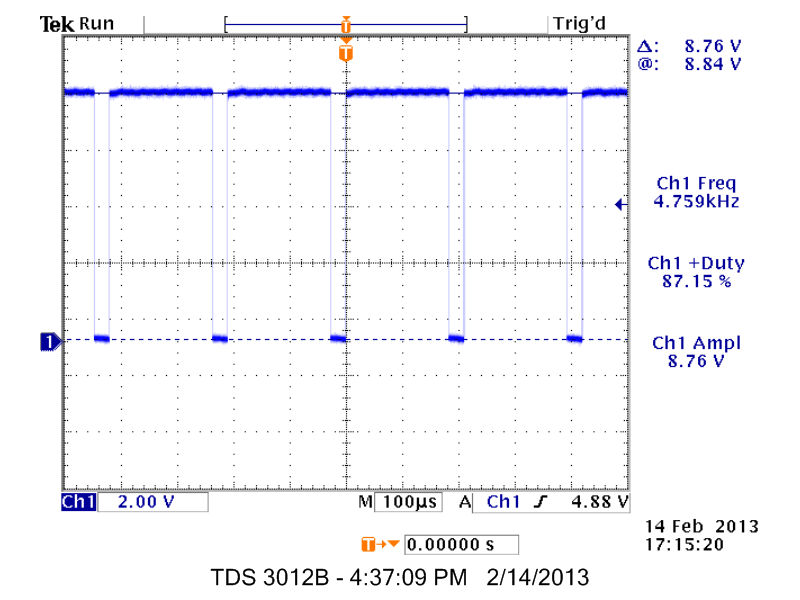 Tek Run Trig'd
T
T
Δ: 8.76 V
@: 8.84 V
Ch1 Freq
4.759kHz
Ch1 +Duty
87.15 %
1
Ch1 Ampl
8.76 V
Ch1 2.00 V M 100µs A Ch1 ʃ 4.88 V
14 Feb 2013
17:15:20
T 0.00000 s
TDS 3012B - 4:37:09 PM 2/14/2013